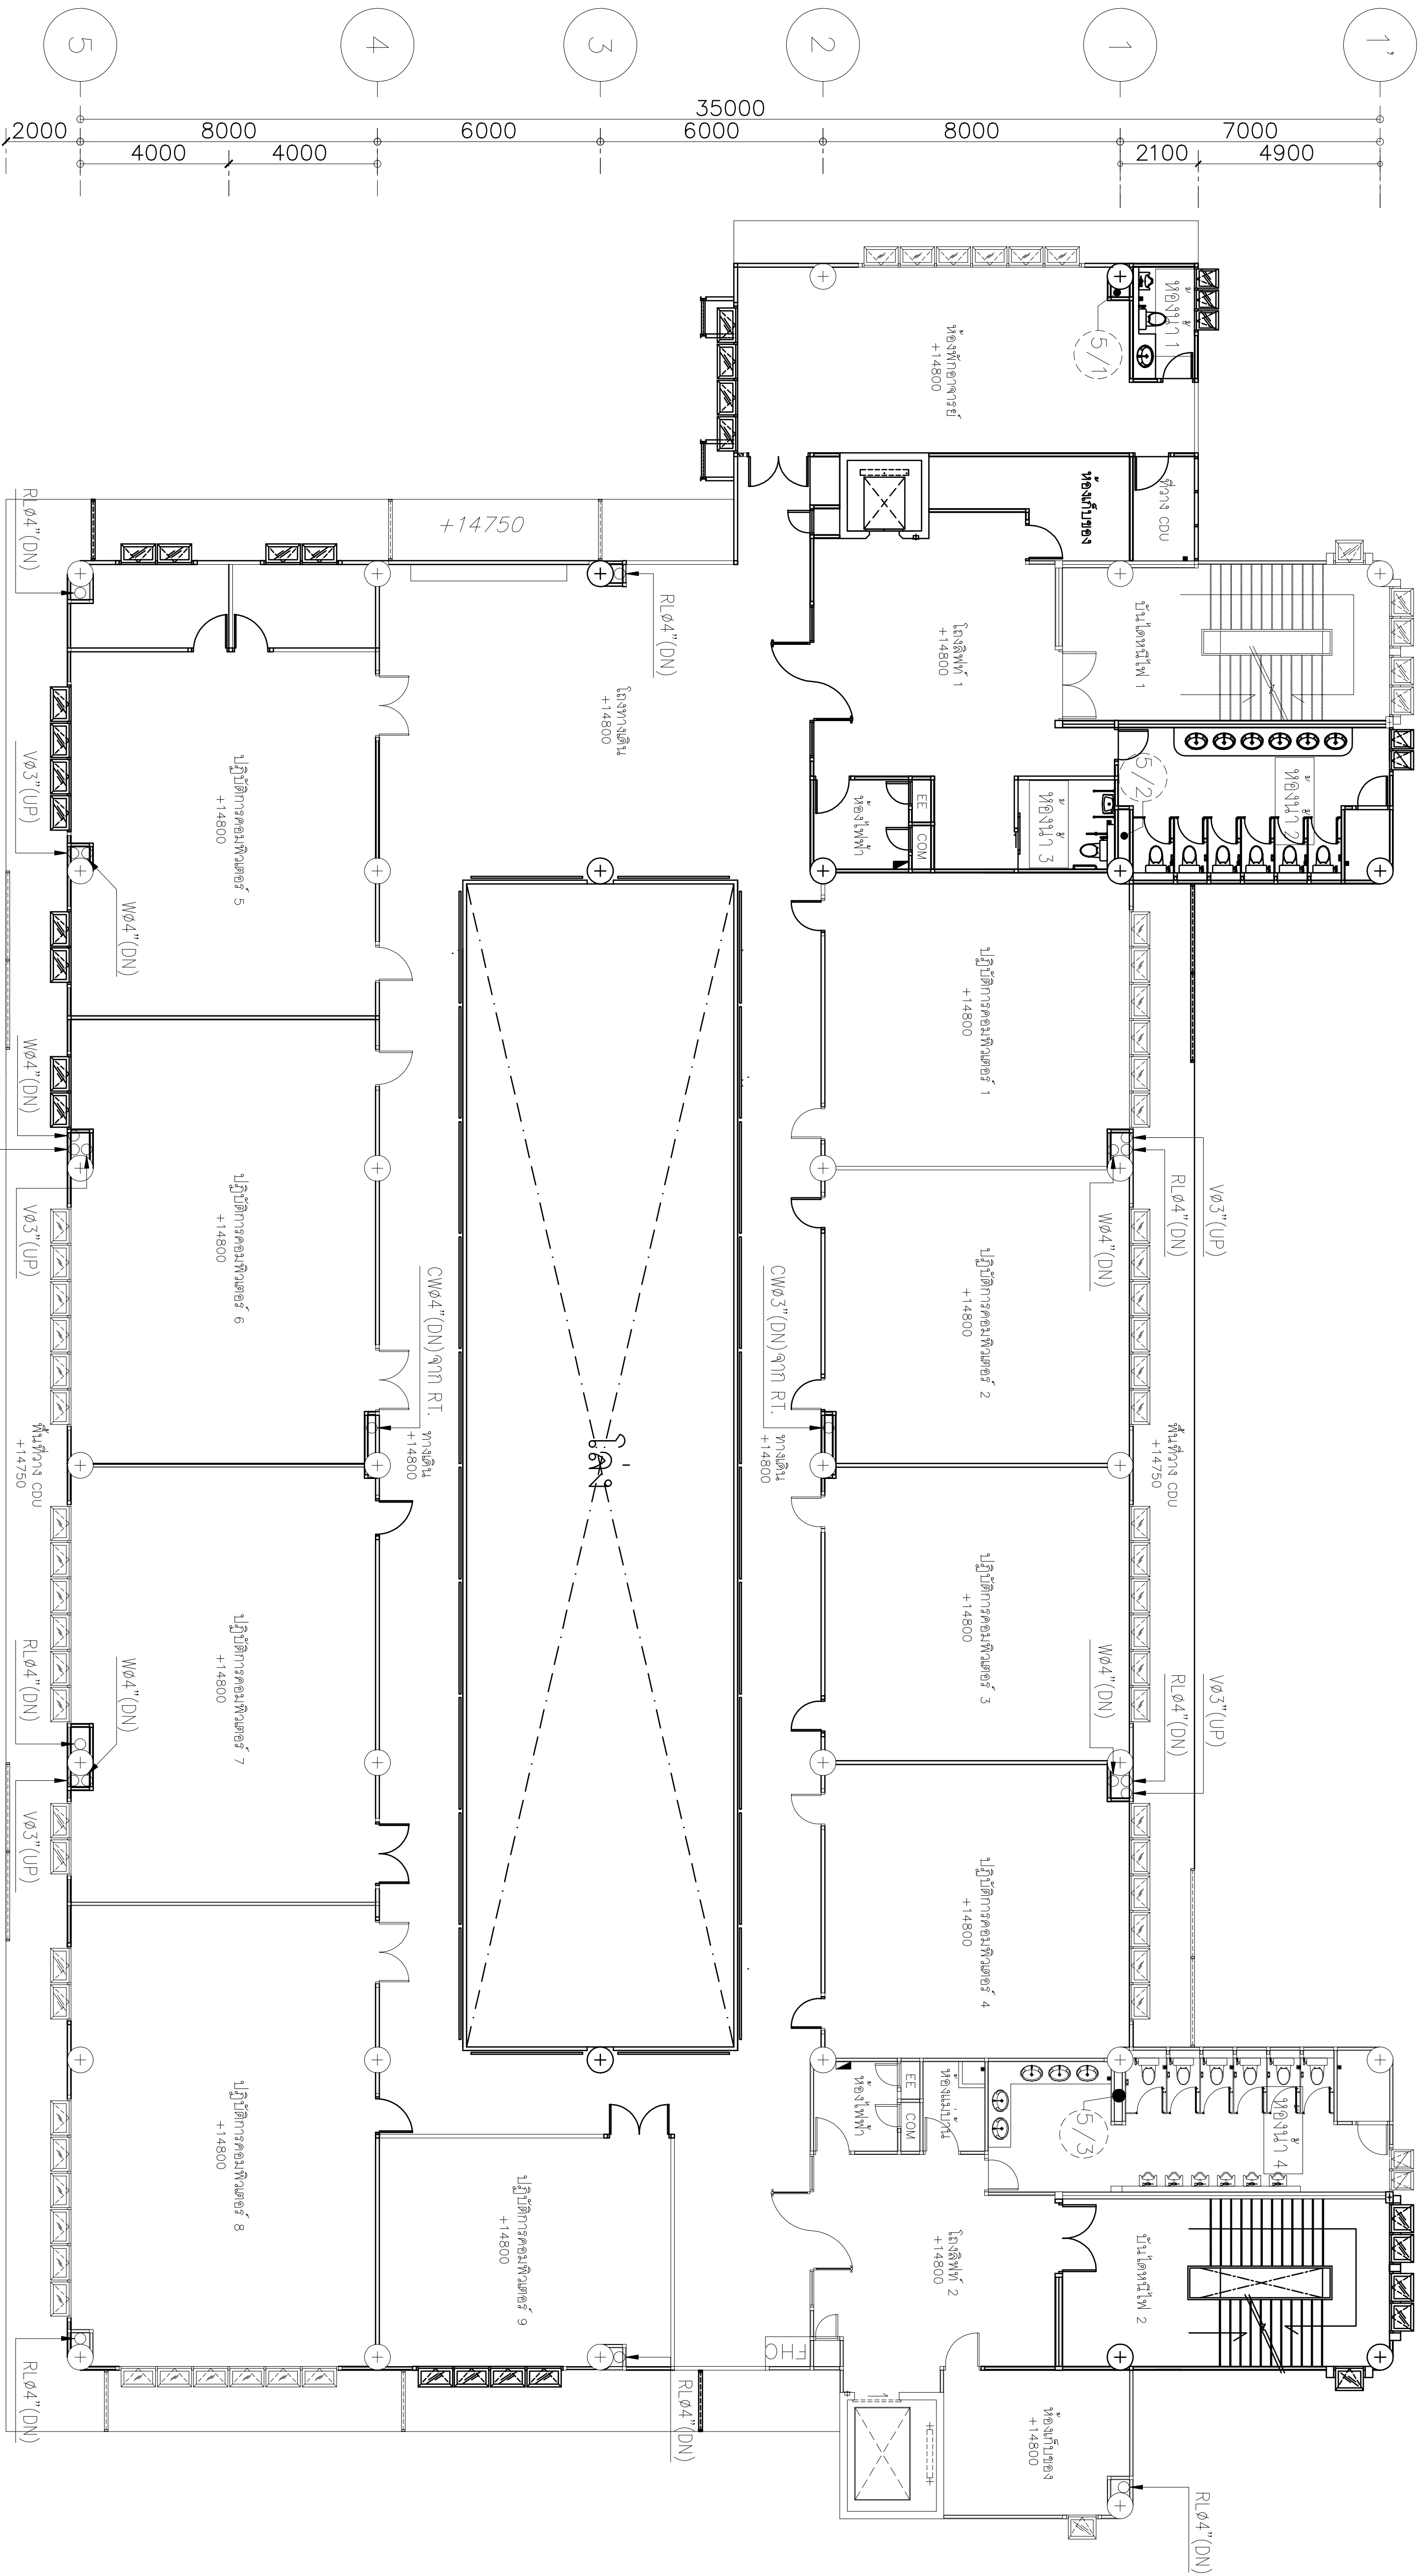 5
4
3
2
1
1'
35000
2000
8000
6000
6000
8000
7000
4000
4000
2100
4900
ห้องน้ำ 1
5/1
ห้องพักอาจารย์
+14800
ห้องเก็บของ
ที่วาง CDU
+14750
RLø4"(DN)
RLø4"(DN)
บันไดหนีไฟ 1
โถงลิฟท์ 1
+14800
โถงทางเดิน
+14800
ห้องน้ำ 2
5/2
ห้องน้ำ 3
EE
COM
ห้องไฟฟ้า
ปฏิบัติการคอมพิวเตอร์ 5
+14800
Vø3"(UP)
Wø4"(DN)
ปฏิบัติการคอมพิวเตอร์ 1
+14800
Wø4"(DN)
Vø3"(UP)
Vø3"(UP)
RLø4"(DN)
Wø4"(DN)
ปฏิบัติการคอมพิวเตอร์ 6
+14800
ปฏิบัติการคอมพิวเตอร์ 2
+14800
CWø4"(DN)จาก RT.
CWø3"(DN)จาก RT.
ทางเดิน
+14800
ทางเดิน
+14800
โล่ง
พื้นที่วาง CDU
+14750
พื้นที่วาง CDU
+14750
ปฏิบัติการคอมพิวเตอร์ 7
+14800
ปฏิบัติการคอมพิวเตอร์ 3
+14800
RLø4"(DN)
Wø4"(DN)
Vø3"(UP)
Wø4"(DN)
RLø4"(DN)
Vø3"(UP)
ปฏิบัติการคอมพิวเตอร์ 4
+14800
ปฏิบัติการคอมพิวเตอร์ 8
+14800
ปฏิบัติการคอมพิวเตอร์ 9
+14800
ห้องไฟฟ้า
EE
COM
ห้องแม่บ้าน
5/3
ห้องน้ำ 4
โถงลิฟท์ 2
+14800
บันไดหนีไฟ 2
FHC
ห้องเก็บของ
+14800
RLø4"(DN)
RLø4"(DN)
RLø4"(DN)